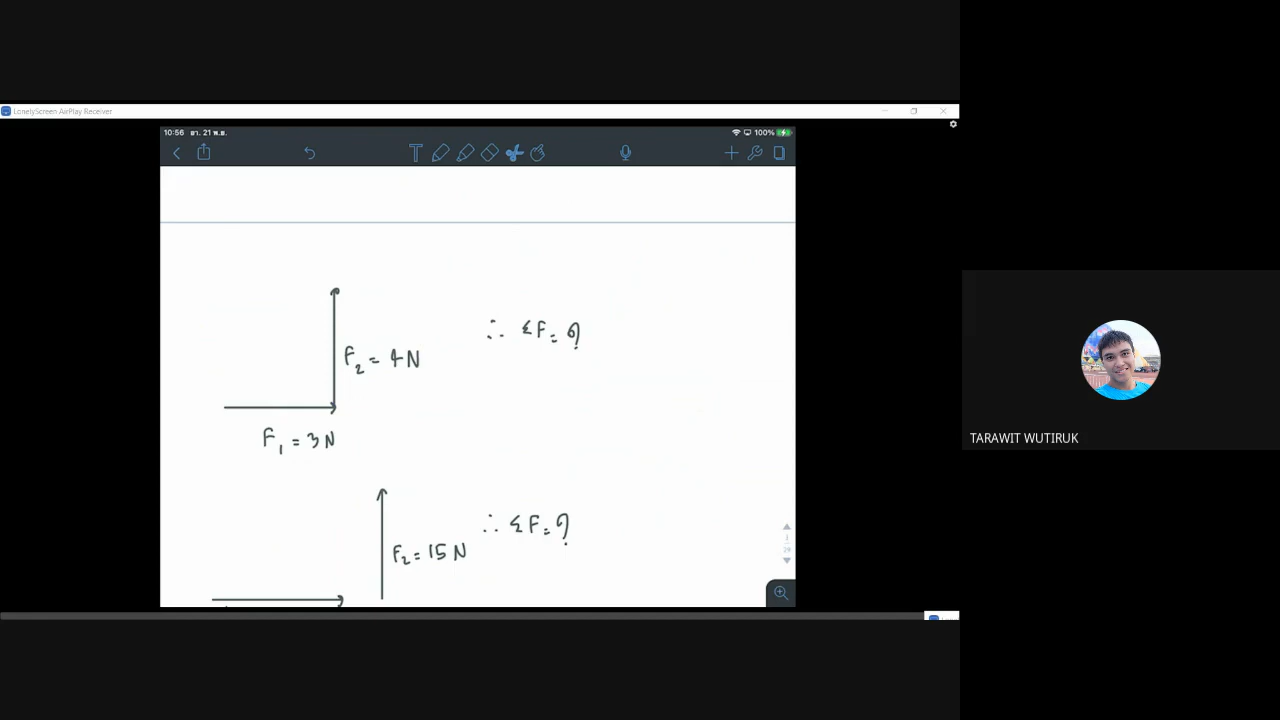 LonelyScreen AirPlay Receiver
10:56 อา. 21 พ.ย. 100%
F₂ = 4N
∴ ΣF = ?
F₁ = 3N
F₂ = 15N
∴ ΣF = ?
TARAWIT WUTIRUK